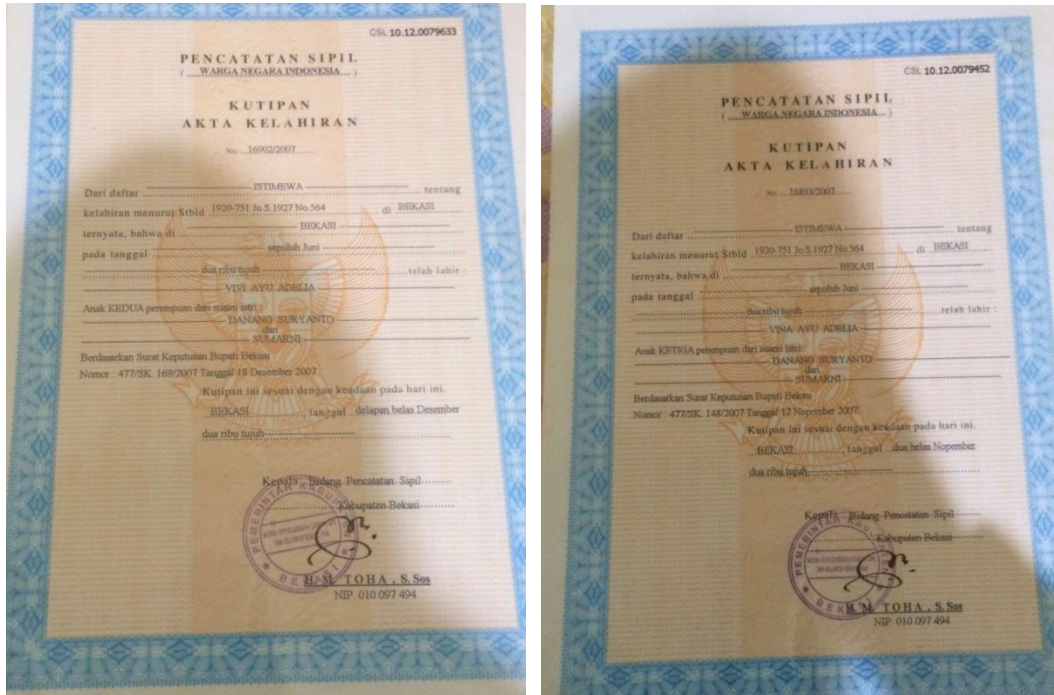 CSL 10.12.0079633
PENCATATAN SIPIL
( WARGA NEGARA INDONESIA )
KUTIPAN
AKTA KELAHIRAN
No. 16902/2007
Dari daftar ISTIMEWA tentang
kelahiran menurut Stbld 1920-751 Jo.S.1927 No.564 di BEKASI
ternyata, bahwa di BEKASI
pada tanggal sepuluh Juni
dua ribu tujuh telah lahir :
VIVI AYU ADELIA
Anak KEDUA perempuan dari suami istri :
DANANG SURYANTO
dan
SUMARNI
Berdasarkan Surat Keputusan Bupati Bekasi
Nomor : 477/SK. 169/2007 Tanggal 18 Desember 2007
Kutipan ini sesuai dengan keadaan pada hari ini.
BEKASI , tanggal delapan belas Desember
dua ribu tujuh
Kepala Bidang Pencatatan Sipil
Kabupaten Bekasi
PEMERINTAH KABUPATEN
BEKASI
H.M. TOHA , S. Sos
NIP. 010 097 494
CSL 10.12.0079452
PENCATATAN SIPIL
( WARGA NEGARA INDONESIA )
KUTIPAN
AKTA KELAHIRAN
No. 16893/2007
Dari daftar ISTIMEWA tentang
kelahiran menurut Stbld 1920-751 Jo.S.1927 No.564 di BEKASI
ternyata, bahwa di BEKASI
pada tanggal sepuluh Juni
dua ribu tujuh telah lahir :
VINA AYU ADELIA
Anak KETIGA perempuan dari suami istri
DANANG SURYANTO
dan
SUMARNI
Berdasarkan Surat Keputusan Bupati Bekasi
Nomor : 477/SK. 148/2007 Tanggal 12 Nopember 2007
Kutipan ini sesuai dengan keadaan pada hari ini.
BEKASI , tanggal dua belas Nopember
dua ribu tujuh
Kepala Bidang Pencatatan Sipil
Kabupaten Bekasi
BEKASI
H.M. TOHA , S. Sos
NIP. 010 097 494